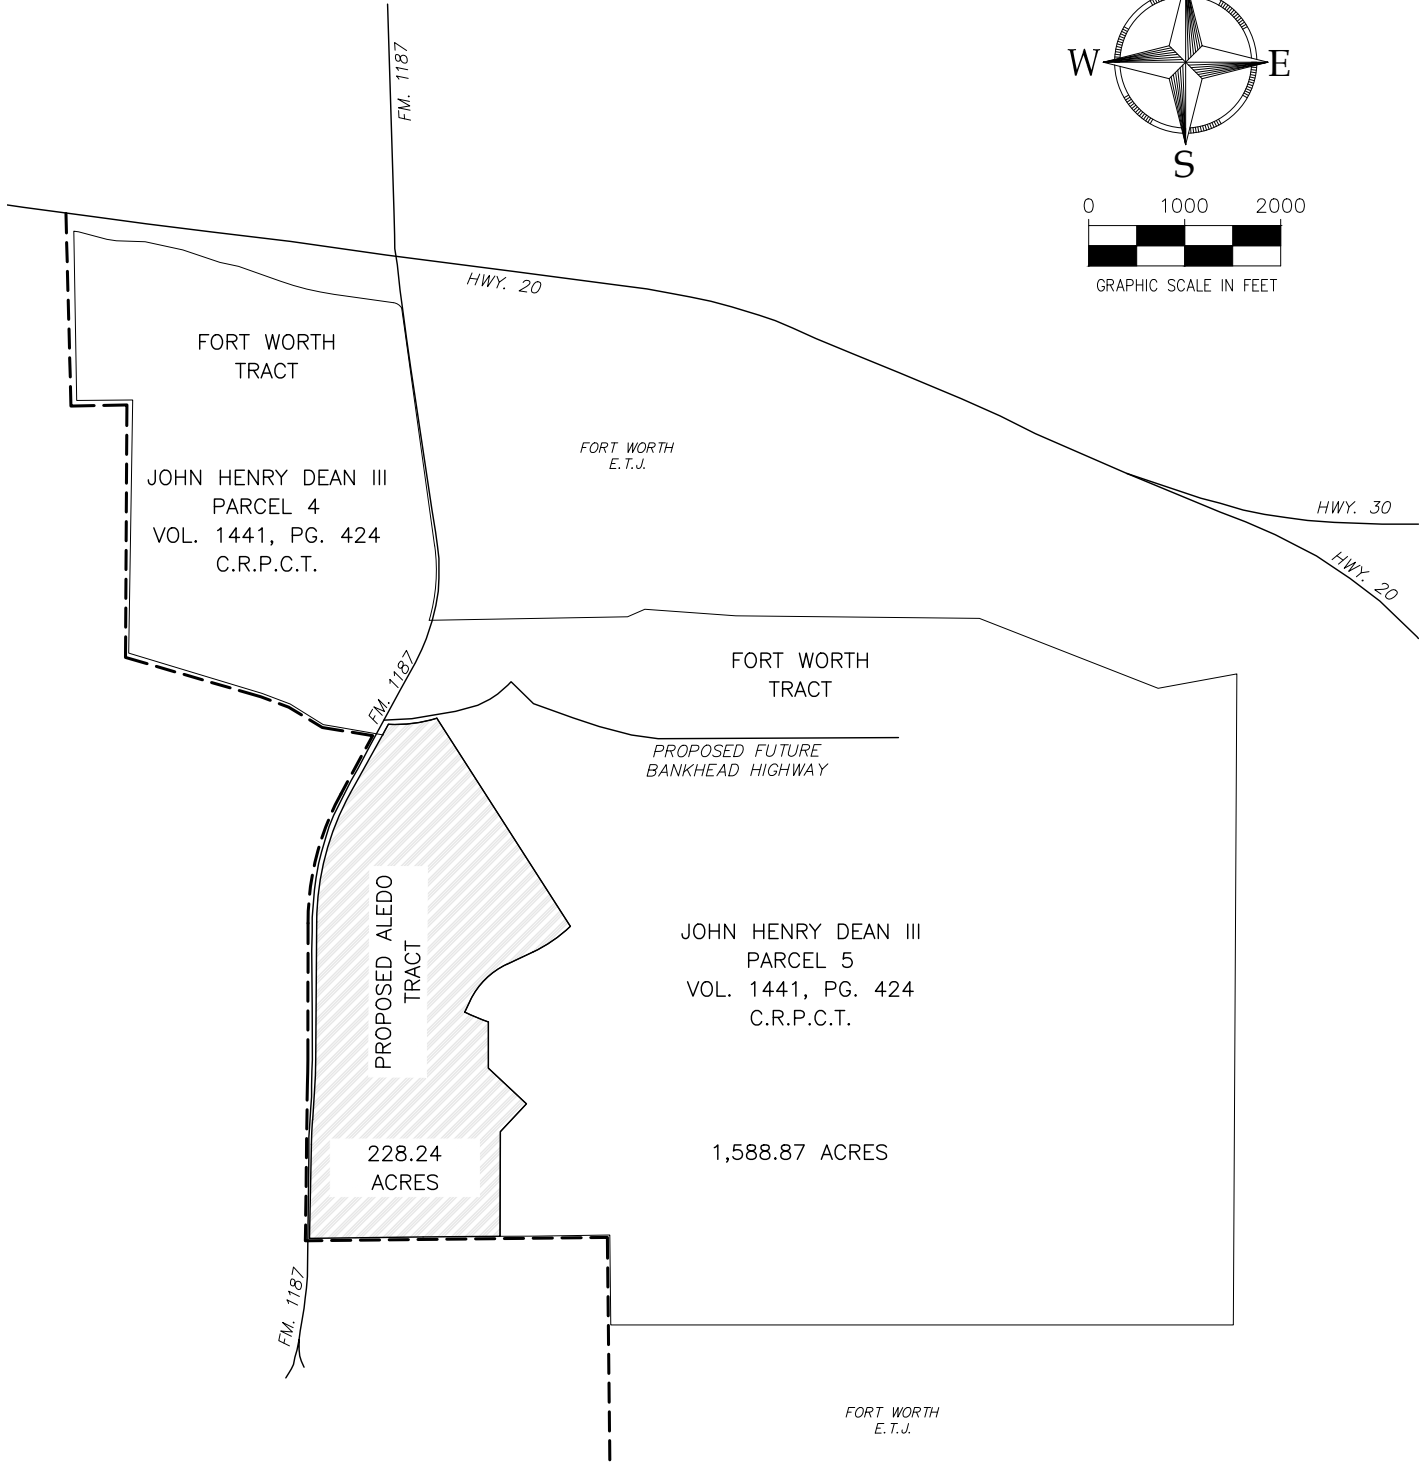 FM. 1187
W
E
S
0 1000 2000
GRAPHIC SCALE IN FEET
HWY. 20
FORT WORTH
TRACT
FORT WORTH
E.T.J.
JOHN HENRY DEAN III
PARCEL 4
VOL. 1441, PG. 424
C.R.P.C.T.
HWY. 30
HWY. 20
FM. 1187
FORT WORTH
TRACT
PROPOSED FUTURE
BANKHEAD HIGHWAY
PROPOSED ALEDO
TRACT
JOHN HENRY DEAN III
PARCEL 5
VOL. 1441, PG. 424
C.R.P.C.T.
228.24
ACRES
1,588.87 ACRES
FM. 1187
FORT WORTH
E.T.J.